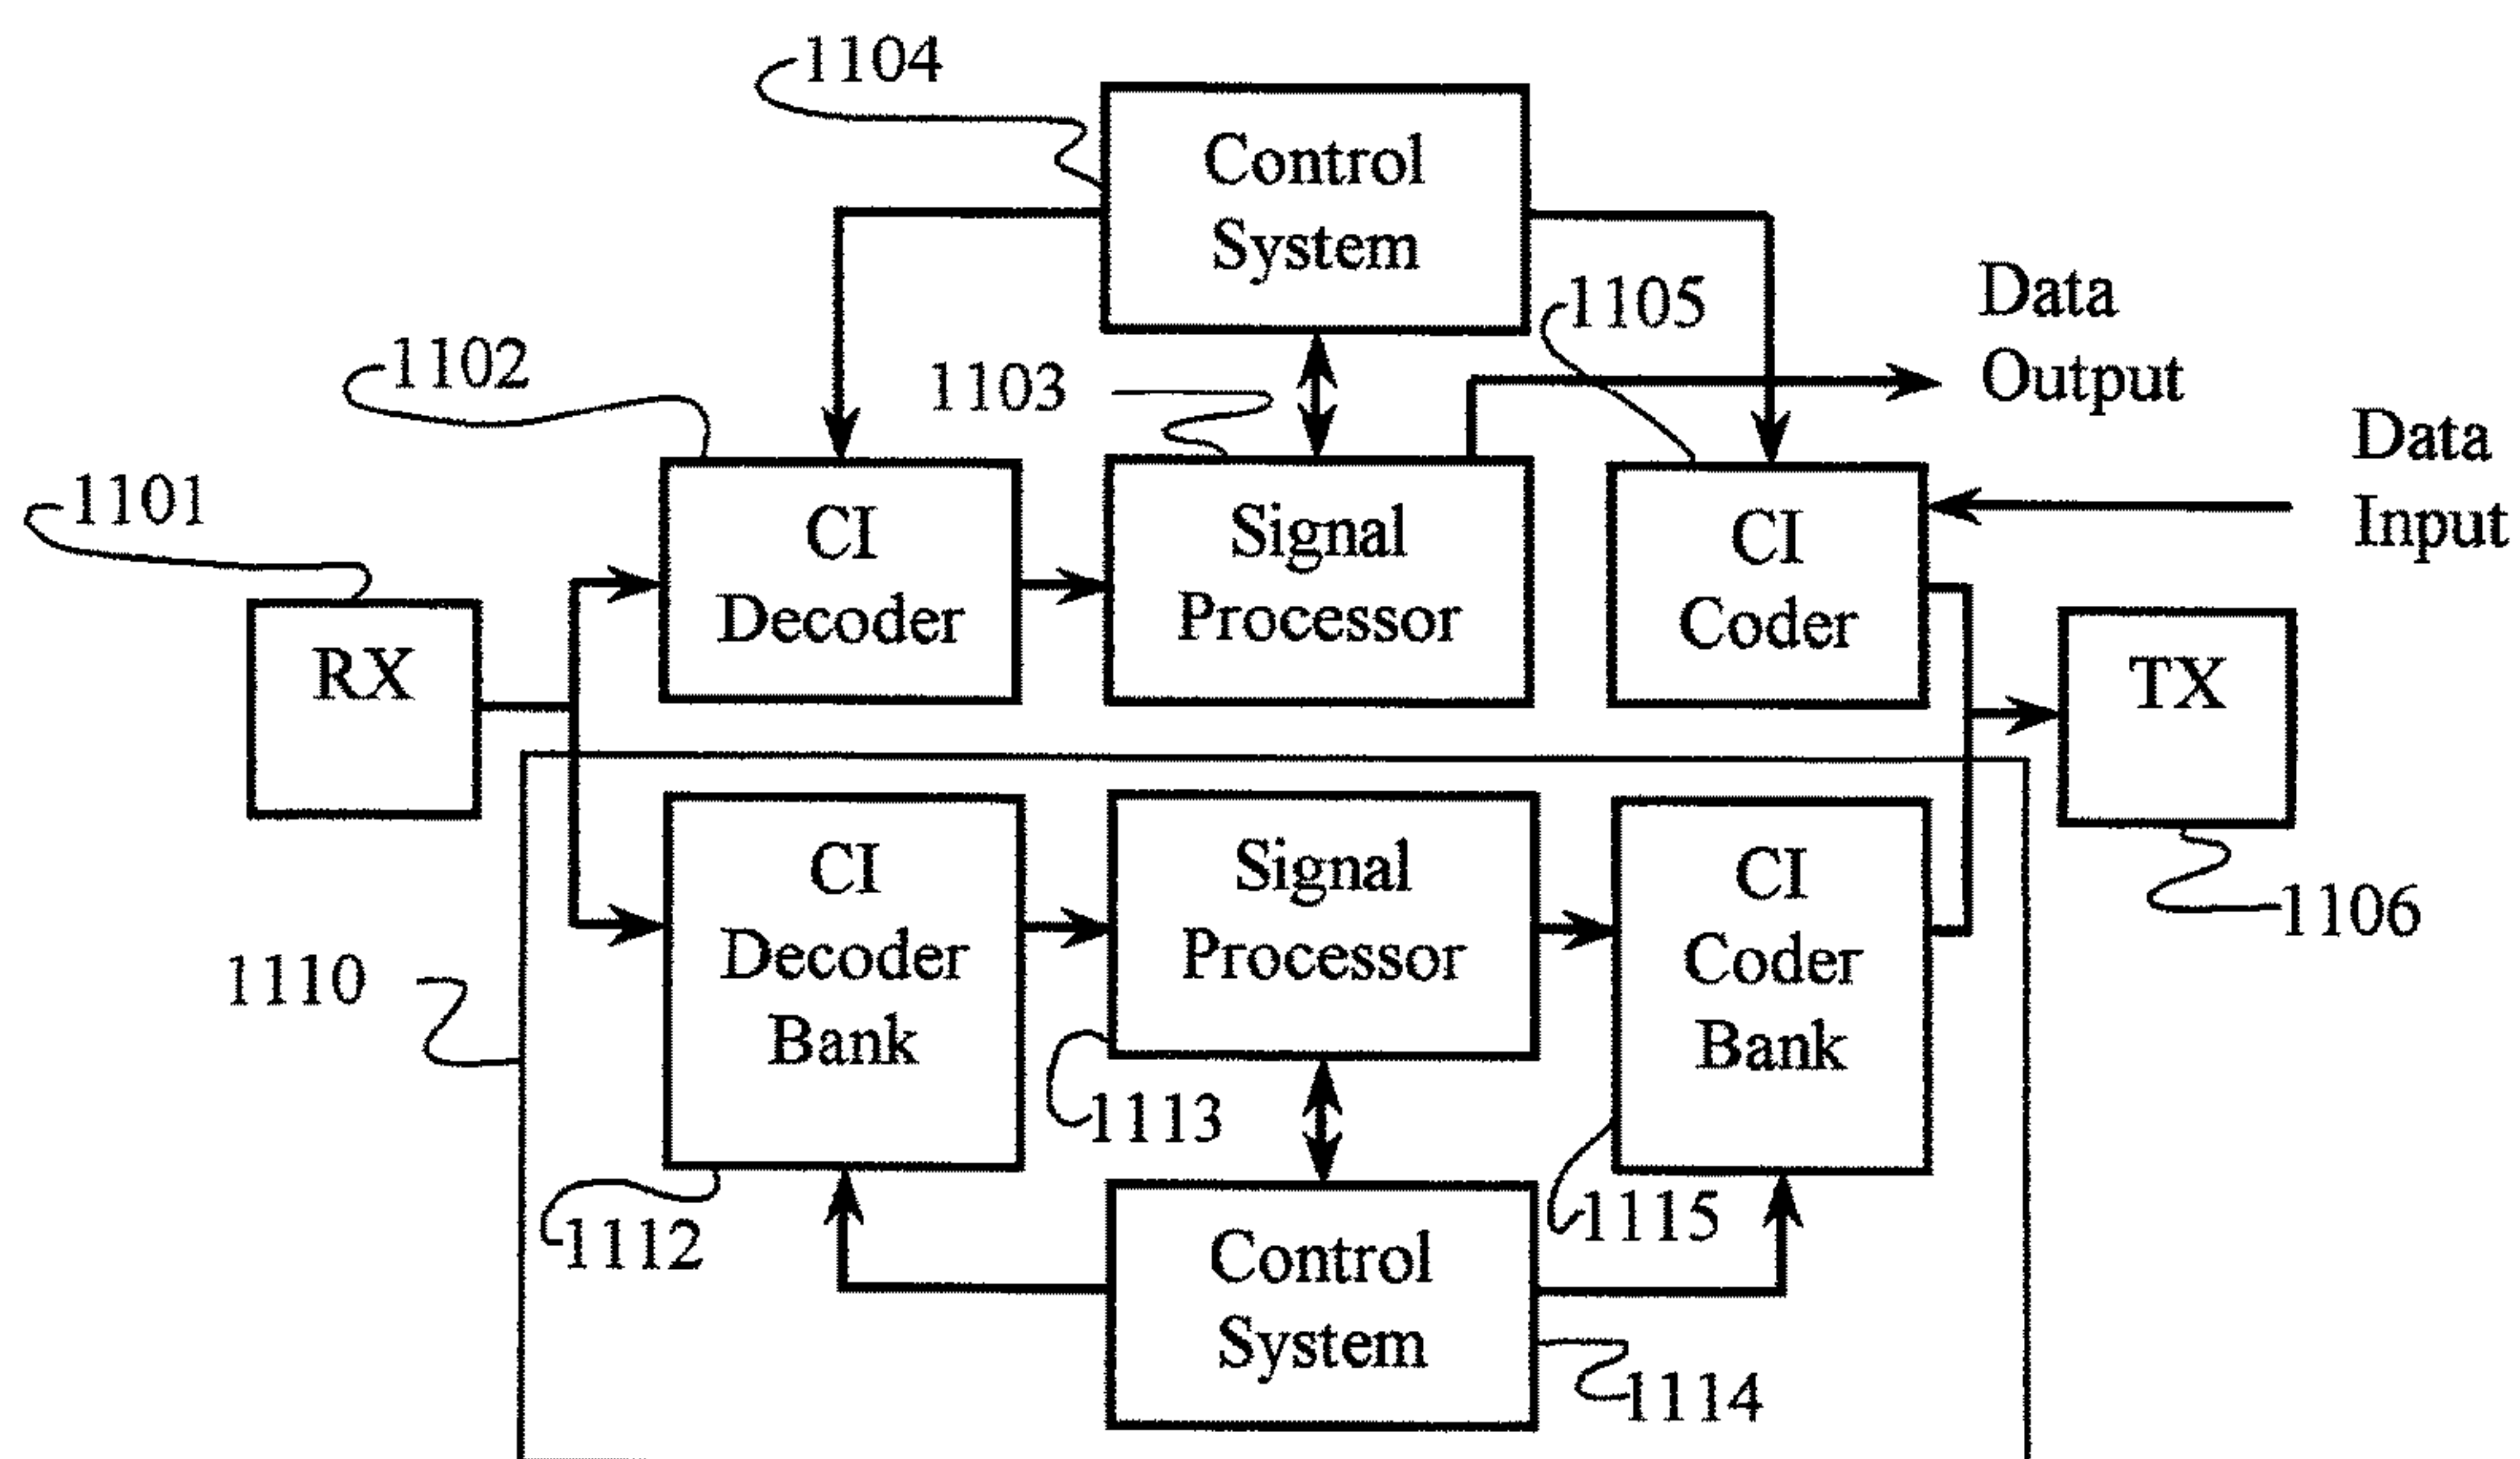 1104
Control
System
1105
Data
Output
1102
1103
Data
Input
1101
CI
Decoder
Signal
Processor
CI
Coder
RX
TX
CI
Decoder
Bank
Signal
Processor
CI
Coder
Bank
1106
1110
1113
1112
1115
Control
System
1114